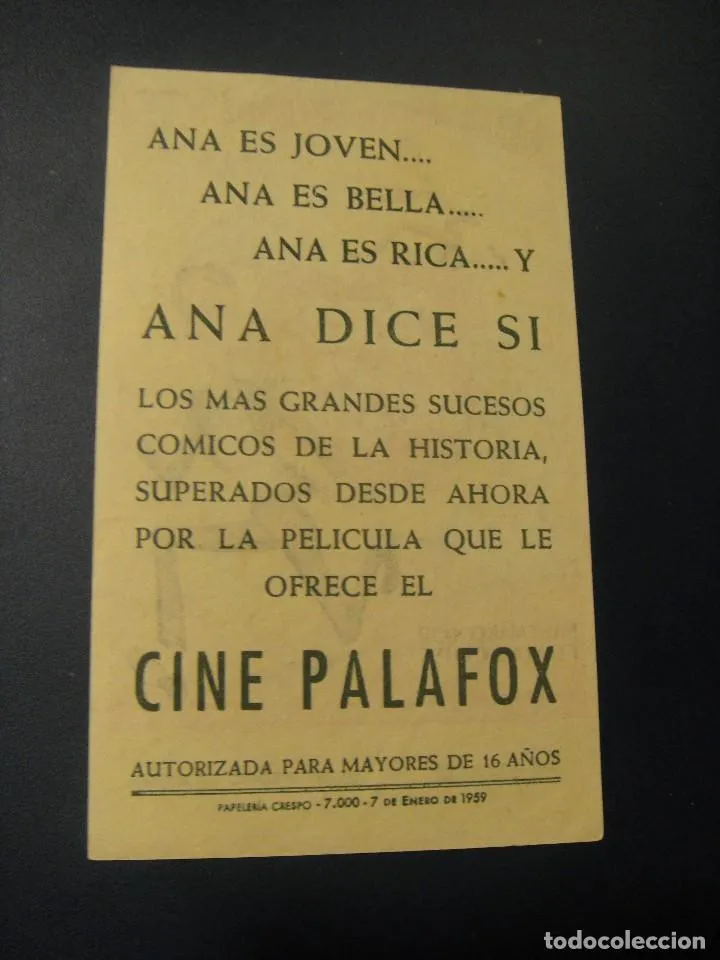 ANA ES JOVEN....
ANA ES BELLA.....
ANA ES RICA.....Y
ANA DICE SI
LOS MAS GRANDES SUCESOS
COMICOS DE LA HISTORIA,
SUPERADOS DESDE AHORA
POR LA PELICULA QUE LE
OFRECE EL
CINE PALAFOX
AUTORIZADA PARA MAYORES DE 16 AÑOS
PAPELERÍA CRESPO - 7.000 - 7 DE ENERO DE 1959
todocoleccion